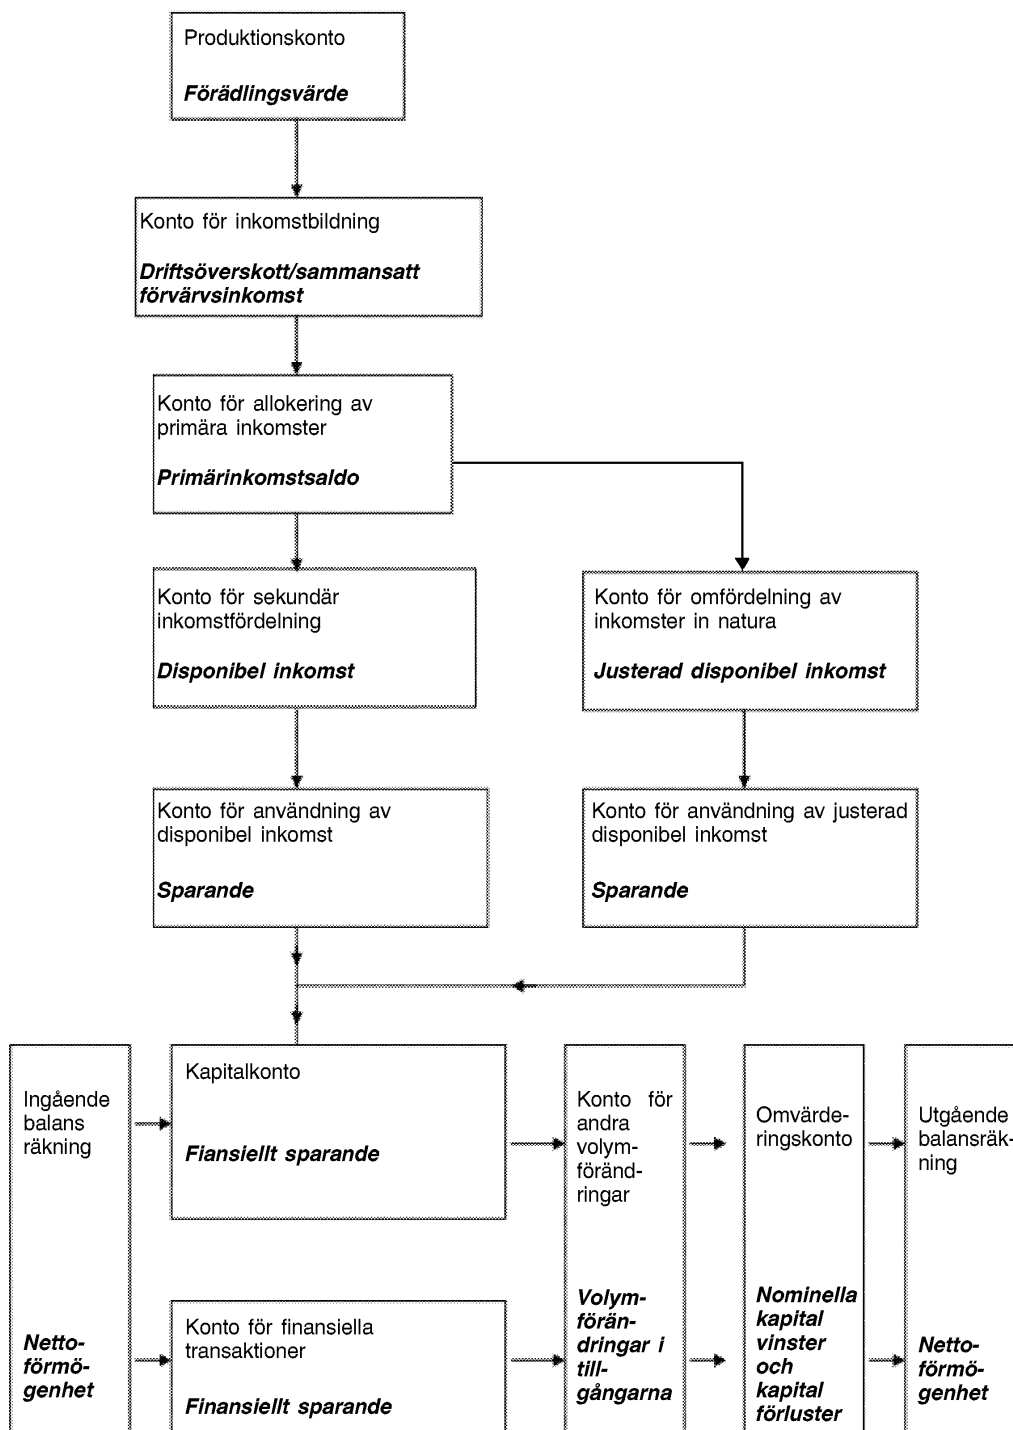 Produktionskonto
Förädlingsvärde
Konto för inkomstbildning
Driftsöverskott/sammansatt
förvärvsinkomst
Konto för allokering av
primära inkomster
Primärinkomstsaldo
Konto för sekundär
inkomstfördelning
Disponibel inkomst
Konto för omfördelning av
inkomster in natura
Justerad disponibel inkomst
Konto för användning av
disponibel inkomst
Sparande
Konto för användning av justerad
disponibel inkomst
Sparande
Ingående
balans
räkning
Netto-
förmö-
genhet
Kapitalkonto
Fiansiellt sparande
Konto för finansiella
transaktioner
Finansiellt sparande
Konto för
andra
volym-
föränd-
ringar
Volym-
förän-
dringar i
till-
gångarna
Omvärde-
ringskonto
Nominella
kapital
vinster
och
kapital
förluster
Utgående
balansräk-
ning
Netto-
förmö-
genhet